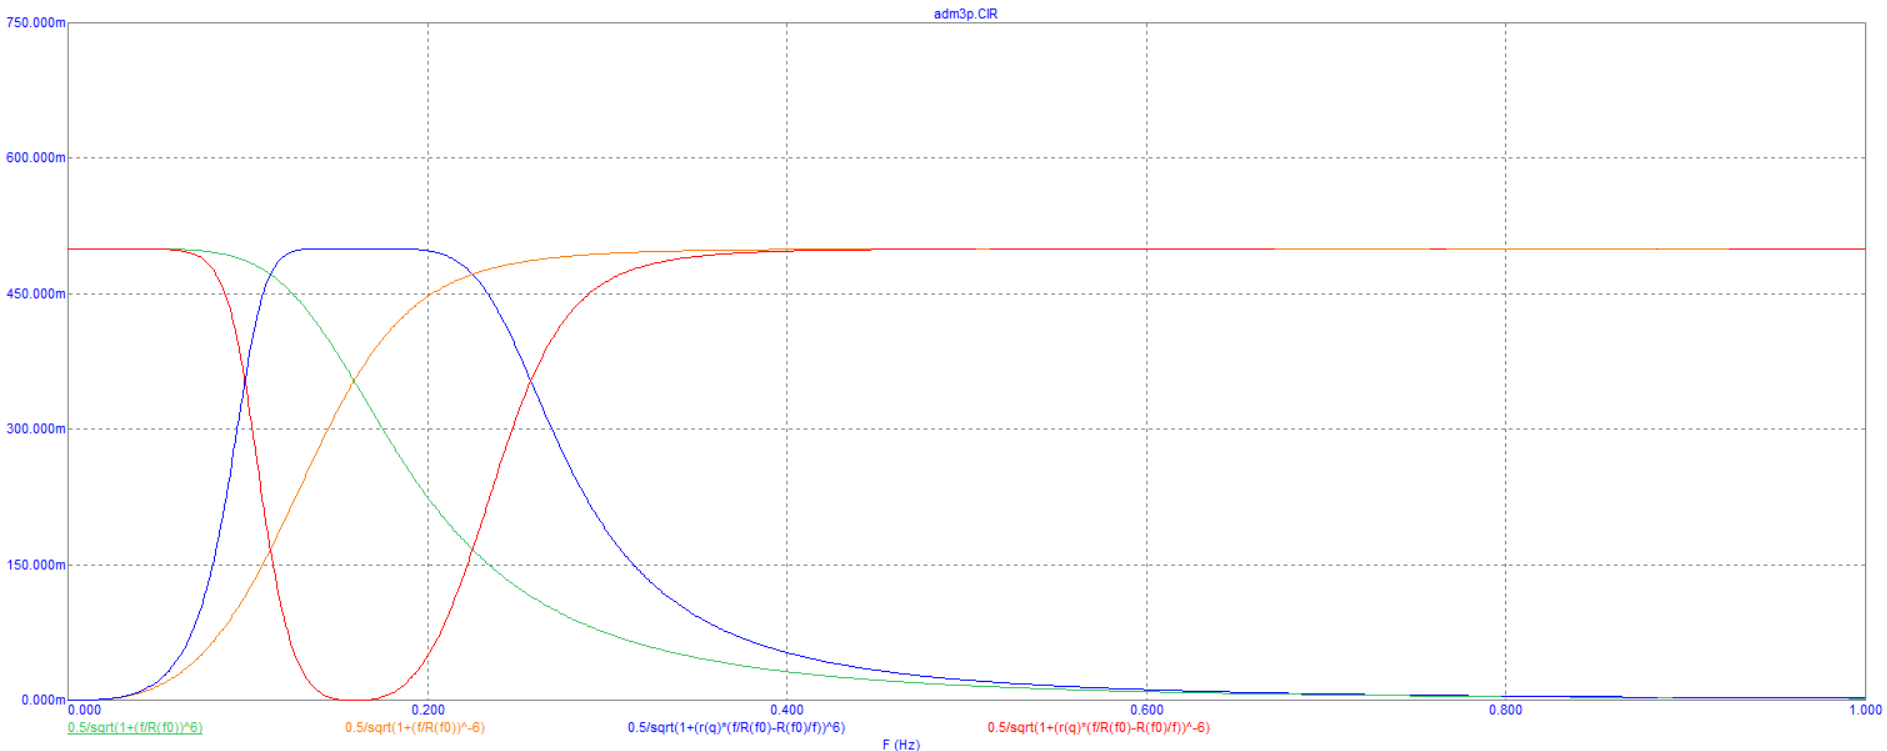 adm3p.CIR
750.000m
600.000m
450.000m
300.000m
150.000m
0.000m
0.000 0.200 0.400 0.600 0.800 1.000
0.5/sqrt(1+(f/R(f0))^6) 0.5/sqrt(1+(f/R(f0))^-6) 0.5/sqrt(1+(r(q)*(f/R(f0)-R(f0)/f))^6) 0.5/sqrt(1+(r(q)*(f/R(f0)-R(f0)/f))^-6)
F (Hz)